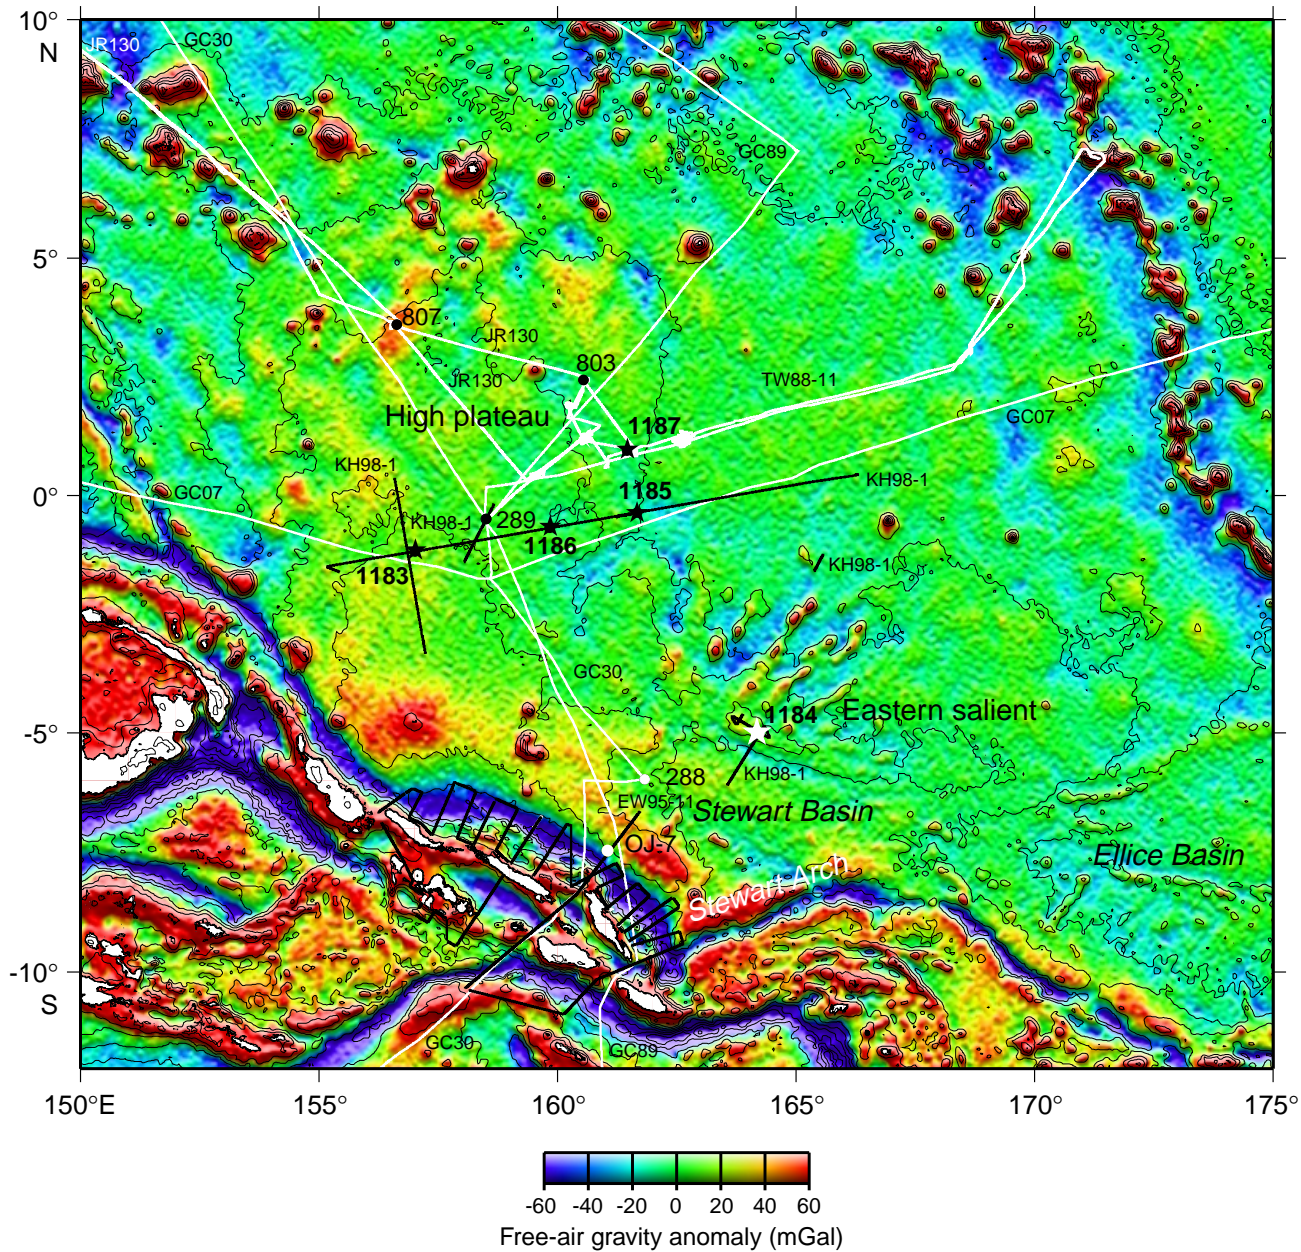 10°
N
JR130
GC30
GC89
5°
807
JR130
803
JR130
TW88-11
High plateau
1187
GC07
KH98-1
GC07
KH98-1
1185
0°
KH98-1
289
1186
1183
KH98-1
GC30
1184
Eastern salient
-5°
288
KH98-1
EW95-11
Stewart Basin
OJ-7
Ellice Basin
Stewart Arch
-10°
S
GC30
GC89
150°E
155°
160°
165°
170°
175°
-60
-40
-20
0
20
40
60
Free-air gravity anomaly (mGal)